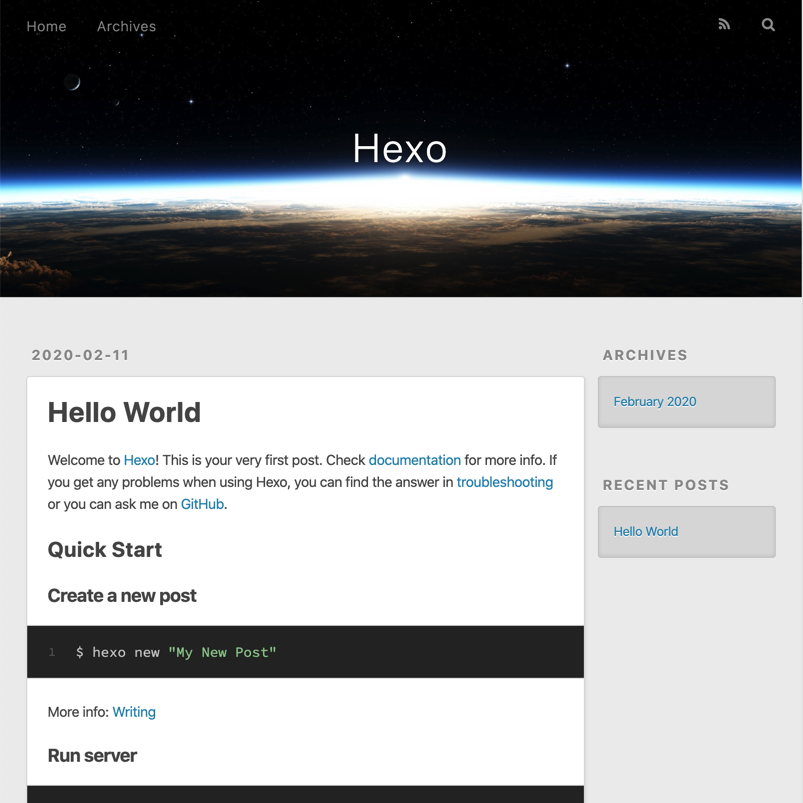 Home Archives
Hexo
2020-02-11
Hello World
Welcome to Hexo! This is your very first post. Check documentation for more info. If
you get any problems when using Hexo, you can find the answer in troubleshooting
or you can ask me on GitHub.
Quick Start
Create a new post
1 $ hexo new "My New Post"
More info: Writing
Run server
ARCHIVES
February 2020
RECENT POSTS
Hello World